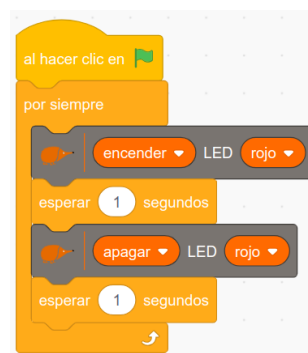 al hacer clic en
por siempre
encender LED rojo
esperar 1 segundos
apagar LED rojo
esperar 1 segundos